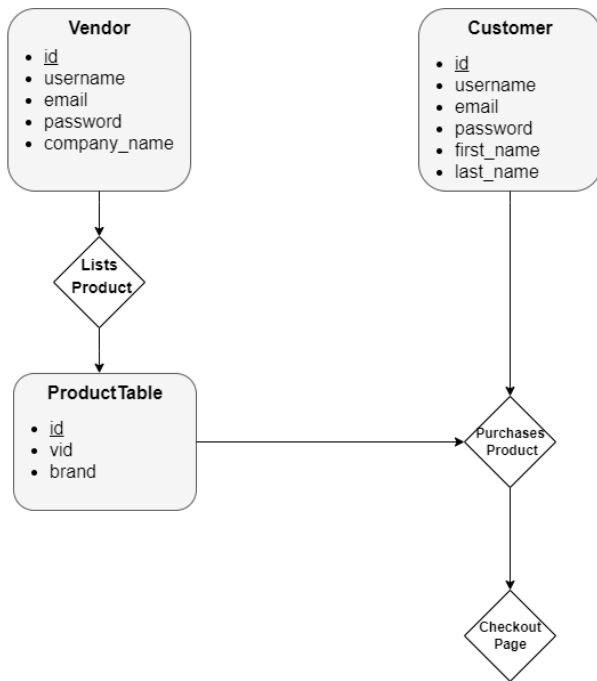 Vendor
• id
• username
• email
• password
• company_name
Customer
• id
• username
• email
• password
• first_name
• last_name
Lists
Product
ProductTable
• id
• vid
• brand
Purchases
Product
Checkout
Page